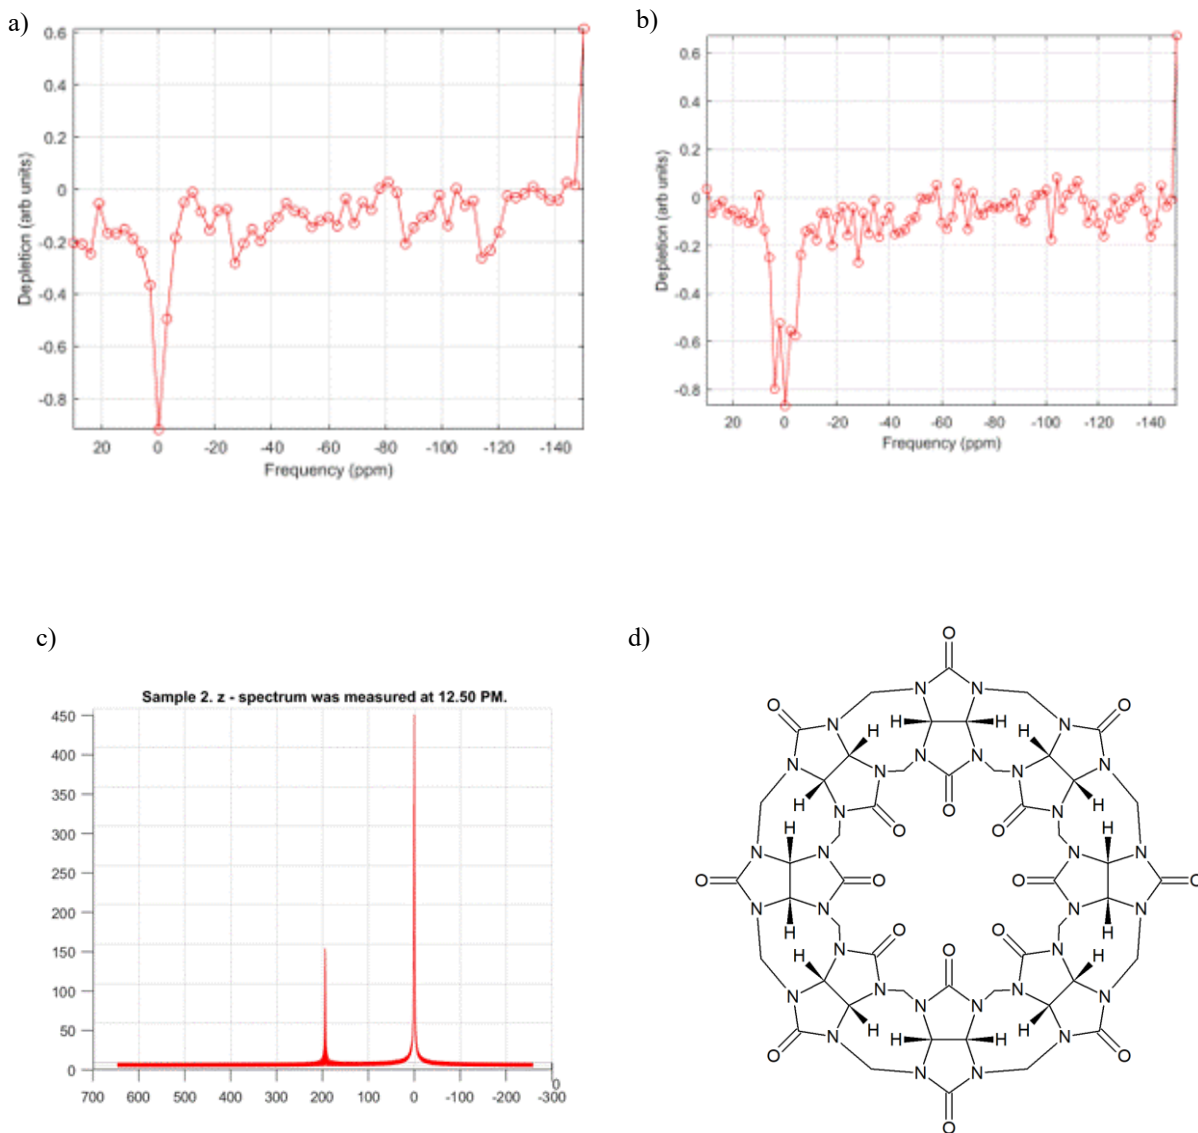 a)
0.6
0.4
0.2
0
-0.2
-0.4
-0.6
-0.8
Depletion (arb units)
20 0 -20 -40 -60 -80 -100 -120 -140
Frequency (ppm)
b)
0.6
0.4
0.2
0
-0.2
-0.4
-0.6
-0.8
Depletion (arb units)
20 0 -20 -40 -60 -80 -100 -120 -140
Frequency (ppm)
c)
Sample 2. z - spectrum was measured at 12.50 PM.
450
400
350
300
250
200
150
100
50
0
700 600 500 400 300 200 100 0 -100 -200 -300
0
d)
O
N N
O O
N N
H H
H H
N N N N
N N
O O O
N N
H H
O O
H H
N N N N
O O O O
N N N N
H H
H H
N N
O O O
N N
N N N N
H H
H H
N N
O O
N N
O